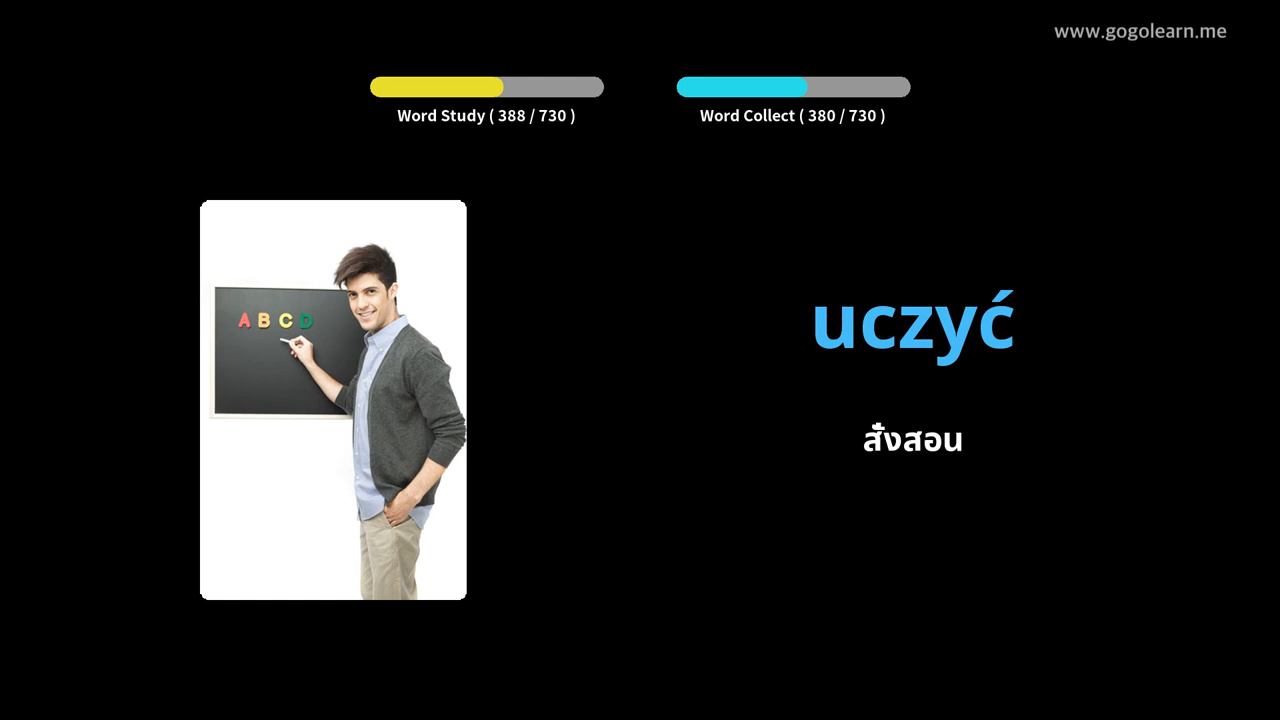 www.gogolearn.me
Word Study ( 388 / 730 )
Word Collect ( 380 / 730 )
A B C D
uczyć
สั่งสอน